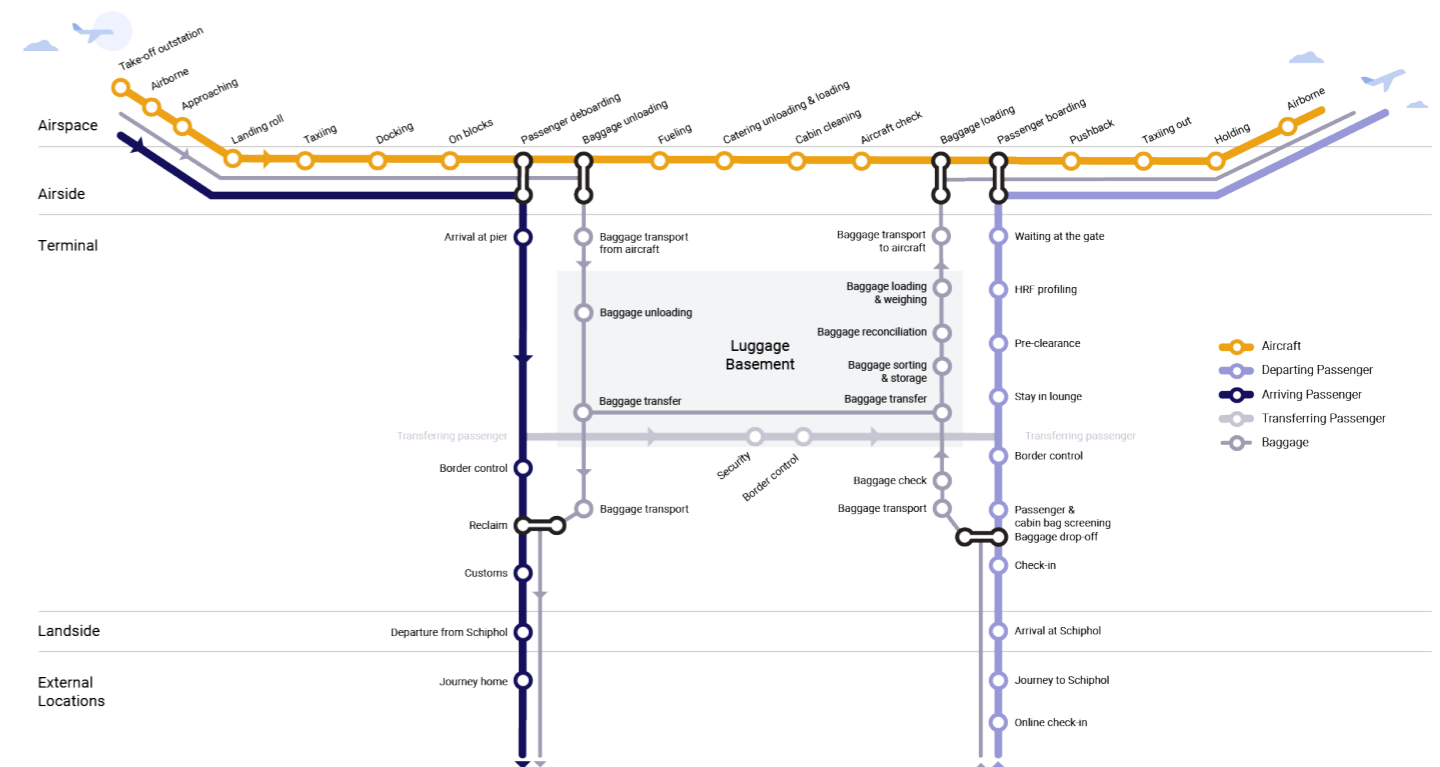 Take-off outstation
Airborne
Approaching
Landing roll
Taxiing
Docking
On blocks
Passenger deboarding
Baggage unloading
Fueling
Catering unloading & loading
Cabin cleaning
Aircraft check
Baggage loading
Passenger boarding
Pushback
Taxiing out
Holding
Airborne
Airspace
Airside
Terminal
Arrival at pier
Baggage transport
from aircraft
Baggage transport
to aircraft
Waiting at the gate
Baggage loading
& weighing
HRF profiling
Baggage unloading
Baggage reconciliation
Luggage
Basement
Pre-clearance
Baggage sorting
& storage
Baggage transfer
Baggage transfer
Stay in lounge
Aircraft
Departing Passenger
Arriving Passenger
Transferring Passenger
Baggage
Transferring passenger
Transferring passenger
Security
Border control
Border control
Border control
Baggage check
Reclaim
Baggage transport
Baggage transport
Passenger &
cabin bag screening
Baggage drop-off
Customs
Check-in
Landside
Departure from Schiphol
Arrival at Schiphol
External
Locations
Journey home
Journey to Schiphol
Online check-in